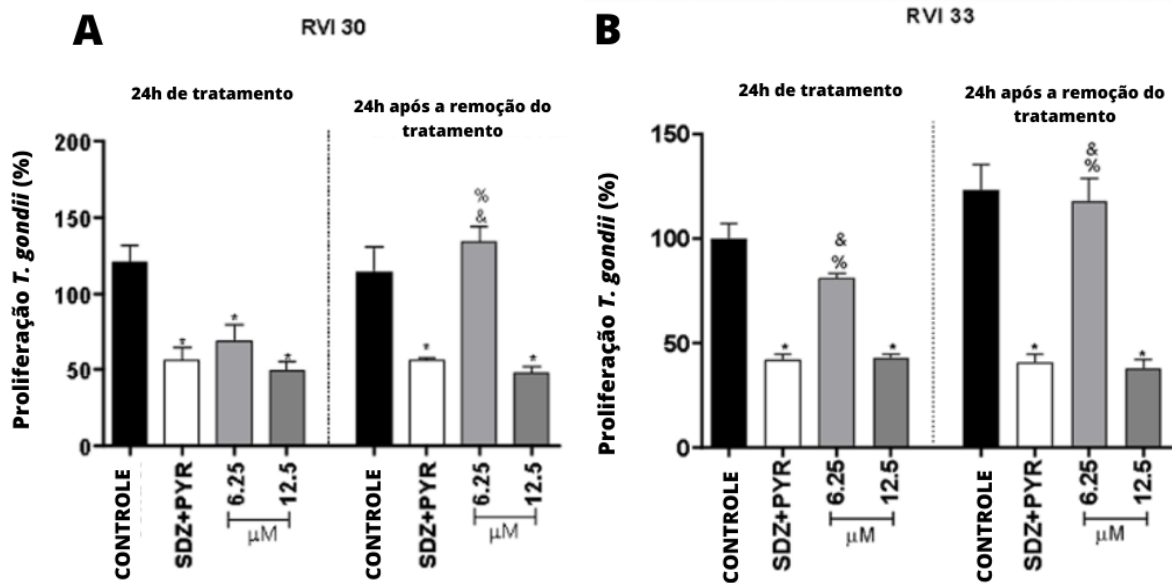 A
RVI 30
24h de tratamento
24h após a remoção do
tratamento
Proliferação T. gondii (%)
200
150
100
50
0
*
*
*
%
&
*
*
CONTROLE
SDZ+PYR
6.25
12.5
µM
CONTROLE
SDZ+PYR
6.25
12.5
µM
B
RVI 33
24h de tratamento
24h após a remoção do
tratamento
Proliferação T. gondii (%)
150
100
50
0
*
&
%
*
*
&
%
*
CONTROLE
SDZ+PYR
6.25
12.5
µM
CONTROLE
SDZ+PYR
6.25
12.5
µM